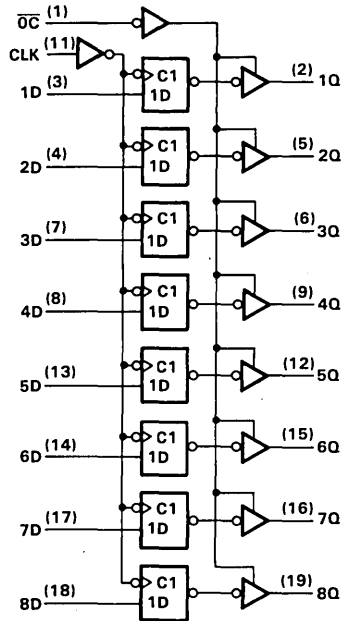 OC (1)
CLK (11)
1D (3) C1 1D (2) 1Q
2D (4) C1 1D (5) 2Q
3D (7) C1 1D (6) 3Q
4D (8) C1 1D (9) 4Q
5D (13) C1 1D (12) 5Q
6D (14) C1 1D (15) 6Q
7D (17) C1 1D (16) 7Q
8D (18) C1 1D (19) 8Q